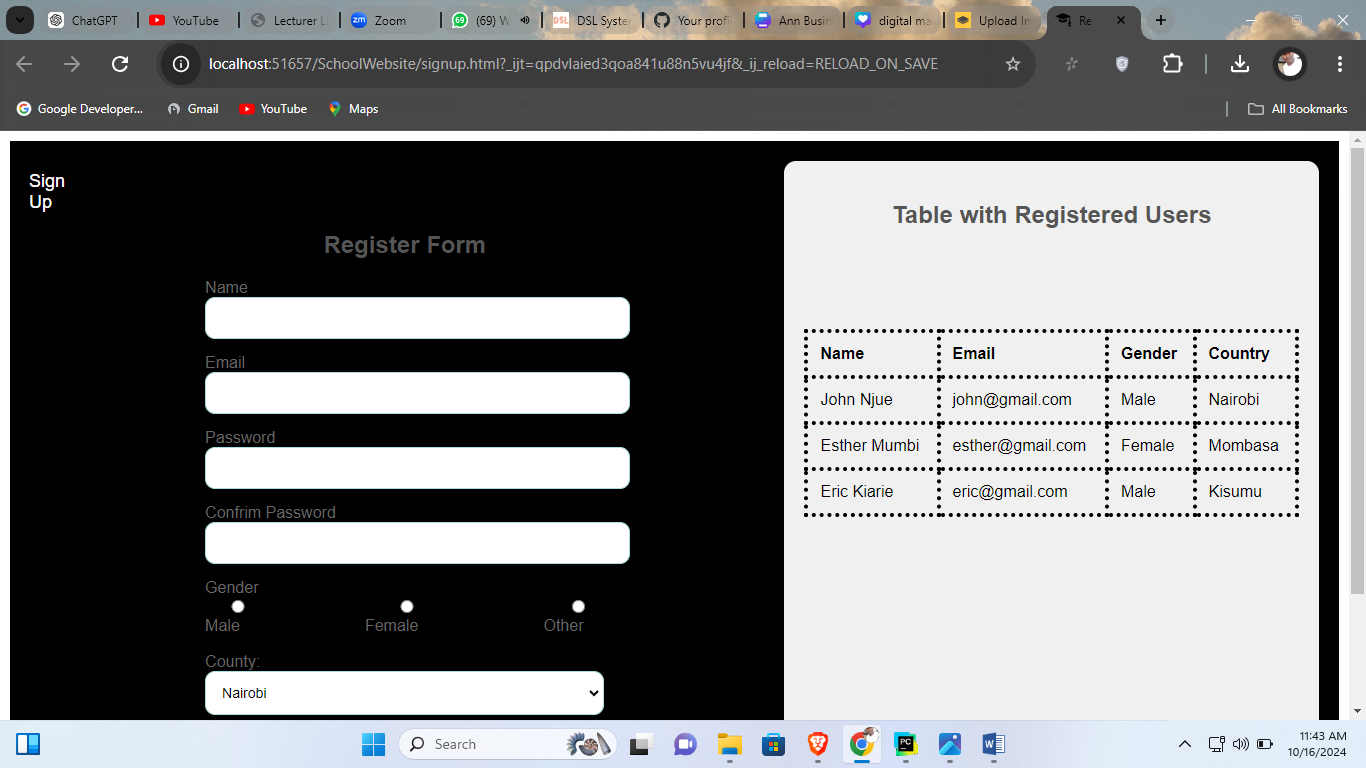 ChatGPT
YouTube
Lecturer Li
Zoom
(69) W
DSL System
Your profi
Ann Busin
digital ma
Upload Im
Re
localhost:51657/SchoolWebsite/signup.html?_ijt=qpdvlaied3qoa841u88n5vu4jf&_ij_reload=RELOAD_ON_SAVE
Google Developer...
Gmail
YouTube
Maps
All Bookmarks
Sign
Up
Register Form
Name
Email
Password
Confrim Password
Gender
Male Female Other
County:
Nairobi
Table with Registered Users
Name Email Gender Country
John Njue john@gmail.com Male Nairobi
Esther Mumbi esther@gmail.com Female Mombasa
Eric Kiarie eric@gmail.com Male Kisumu
Search
11:43 AM
10/16/2024